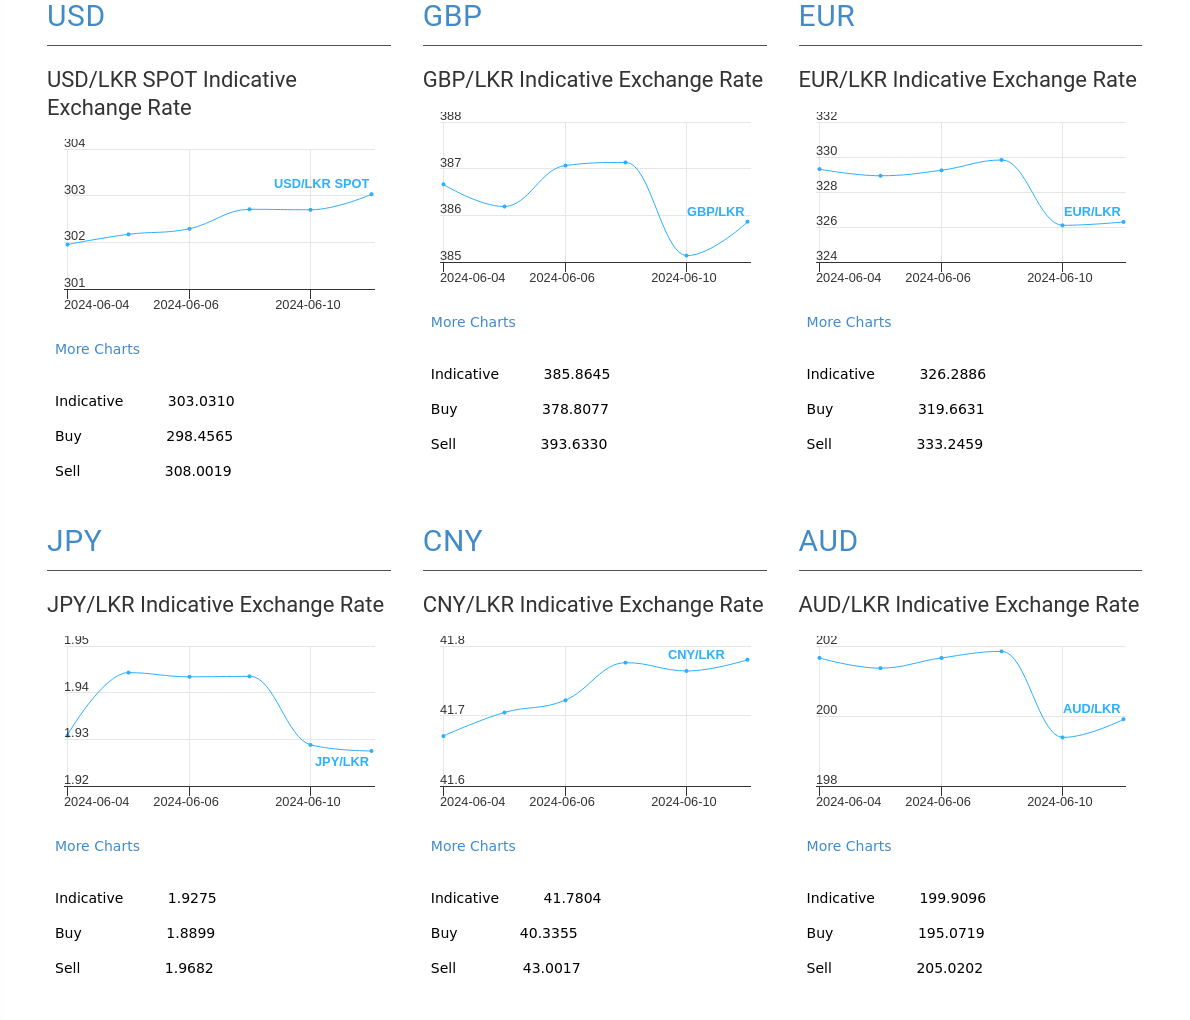 USD
USD/LKR SPOT Indicative
Exchange Rate
304
303
302
301
USD/LKR SPOT
2024-06-04 2024-06-06 2024-06-10
More Charts
Indicative 303.0310
Buy 298.4565
Sell 308.0019
GBP
GBP/LKR Indicative Exchange Rate
388
387
386
385
GBP/LKR
2024-06-04 2024-06-06 2024-06-10
More Charts
Indicative 385.8645
Buy 378.8077
Sell 393.6330
EUR
EUR/LKR Indicative Exchange Rate
332
330
328
326
324
EUR/LKR
2024-06-04 2024-06-06 2024-06-10
More Charts
Indicative 326.2886
Buy 319.6631
Sell 333.2459
JPY
JPY/LKR Indicative Exchange Rate
1.95
1.94
1.93
1.92
JPY/LKR
2024-06-04 2024-06-06 2024-06-10
More Charts
Indicative 1.9275
Buy 1.8899
Sell 1.9682
CNY
CNY/LKR Indicative Exchange Rate
41.8
41.7
41.6
CNY/LKR
2024-06-04 2024-06-06 2024-06-10
More Charts
Indicative 41.7804
Buy 40.3355
Sell 43.0017
AUD
AUD/LKR Indicative Exchange Rate
202
200
198
AUD/LKR
2024-06-04 2024-06-06 2024-06-10
More Charts
Indicative 199.9096
Buy 195.0719
Sell 205.0202